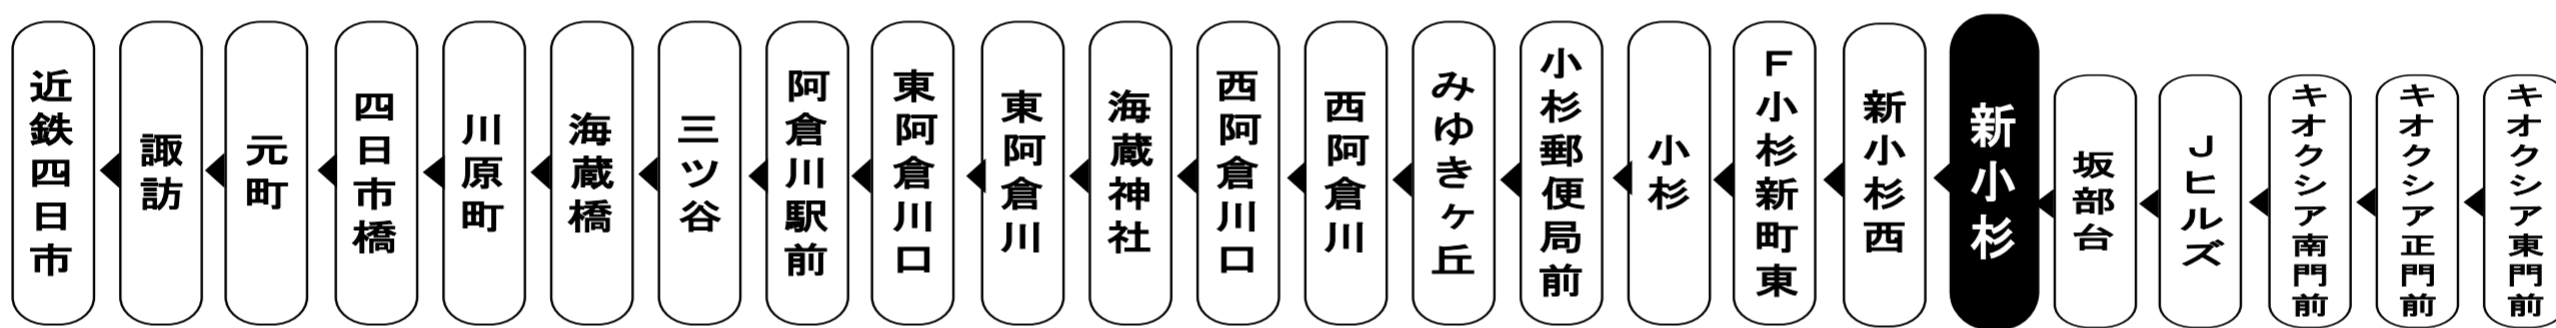 近鉄四日市
諏訪
元町
四日市橋
川原町
海蔵橋
三ツ谷
阿倉川駅前
東阿倉川口
東阿倉川
海蔵神社
西阿倉川口
西阿倉川
みゆきヶ丘
小杉郵便局前
小杉
F小杉新町東
新小杉西
新小杉
坂部台
Jヒルズ
キオクシア南門前
キオクシア正門前
キオクシア東門前